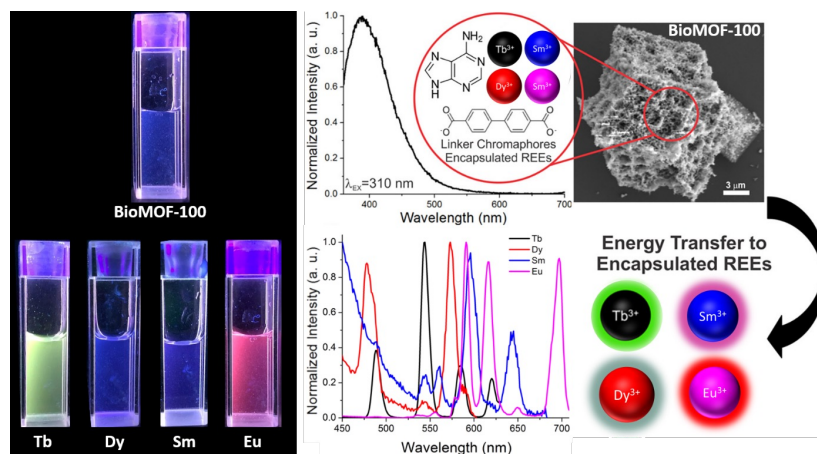 BioMOF-100
Tb
Dy
Sm
Eu
Normalized Intensity (a. u.)
1.0
0.8
0.6
0.4
0.2
0.0
λEX=310 nm
400
500
600
700
Wavelength (nm)
NH₂
N
N
N
N
H
Tb³⁺
Sm³⁺
Dy³⁺
Sm³⁺
O
O⁻
O
O⁻
Linker Chromophores
Encapsulated REEs
BioMOF-100
3 μm
Normalized Intensity (a. u.)
1.0
0.8
0.6
0.4
0.2
0.0
Tb
Dy
Sm
Eu
450
500
550
600
650
700
Wavelength (nm)
Energy Transfer to
Encapsulated REEs
Tb³⁺
Sm³⁺
Dy³⁺
Eu³⁺